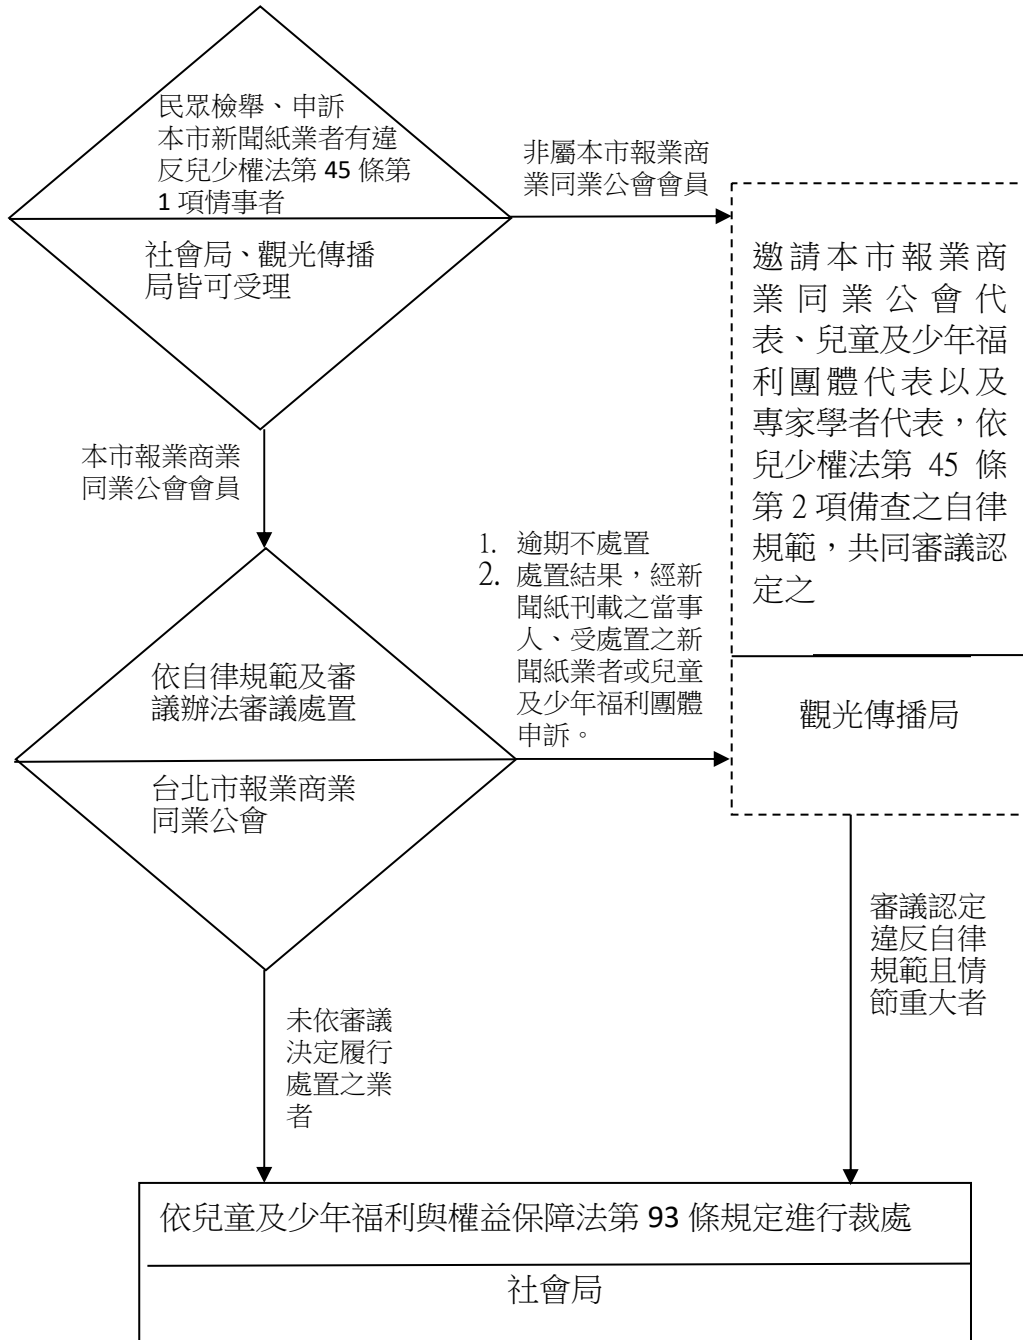 民眾檢舉、申訴
本市新聞紙業者有違
反兒少權法第 45 條第
1 項情事者
社會局、觀光傳播
局皆可受理
非屬本市報業商
業同業公會會員
邀請本市報業商
業同業公會代
表、兒童及少年福
利團體代表以及
專家學者代表，依
兒少權法第 45 條
第 2 項備查之自律
規範，共同審議認
定之
觀光傳播局
本市報業商業
同業公會會員
依自律規範及審
議辦法審議處置
台北市報業商業
同業公會
1. 逾期不處置
2. 處置結果，經新
聞紙刊載之當事
人、受處置之新
聞紙業者或兒童
及少年福利團體
申訴。
審議認定
違反自律
規範且情
節重大者
未依審議
決定履行
處置之業
者
依兒童及少年福利與權益保障法第 93 條規定進行裁處
社會局